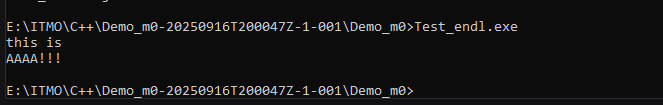 E:\ITMO\C++\Demo_m0-20250916T200047Z-1-001\Demo_m0>Test_endl.exe
this is
AAAA!!!
E:\ITMO\C++\Demo_m0-20250916T200047Z-1-001\Demo_m0>